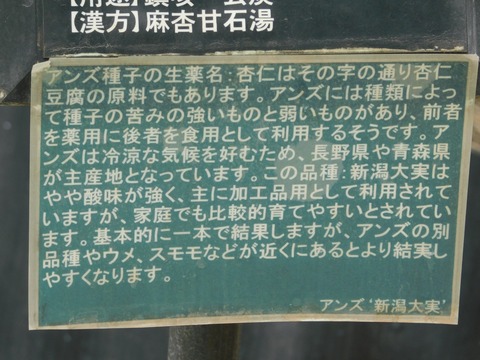 【漢方】麻杏甘石湯
アンズ種子の生薬名：杏仁はその字の通り杏仁
豆腐の原料でもあります。アンズには種類によっ
て種子の苦みの強いものと弱いものがあり、前者
を薬用に後者を食用として利用するそうです。ア
ンズは冷涼な気候を好むため、長野県や青森県
が主産地となっています。この品種：新潟大実は
やや酸味が強く、主に加工品用として利用されて
いますが、家庭でも比較的育てやすいとされてい
ます。基本的に一本で結果しますが、アンズの別
品種やウメ、スモモなどが近くにあるとより結実し
やすくなります。
アンズ ‘新潟大実’